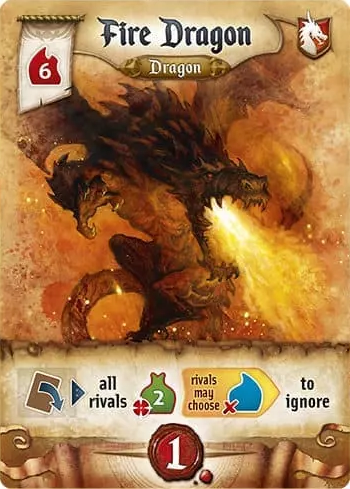 Fire Dragon
6
Dragon
all
rivals
2
rivals
may
choose
to
ignore
1